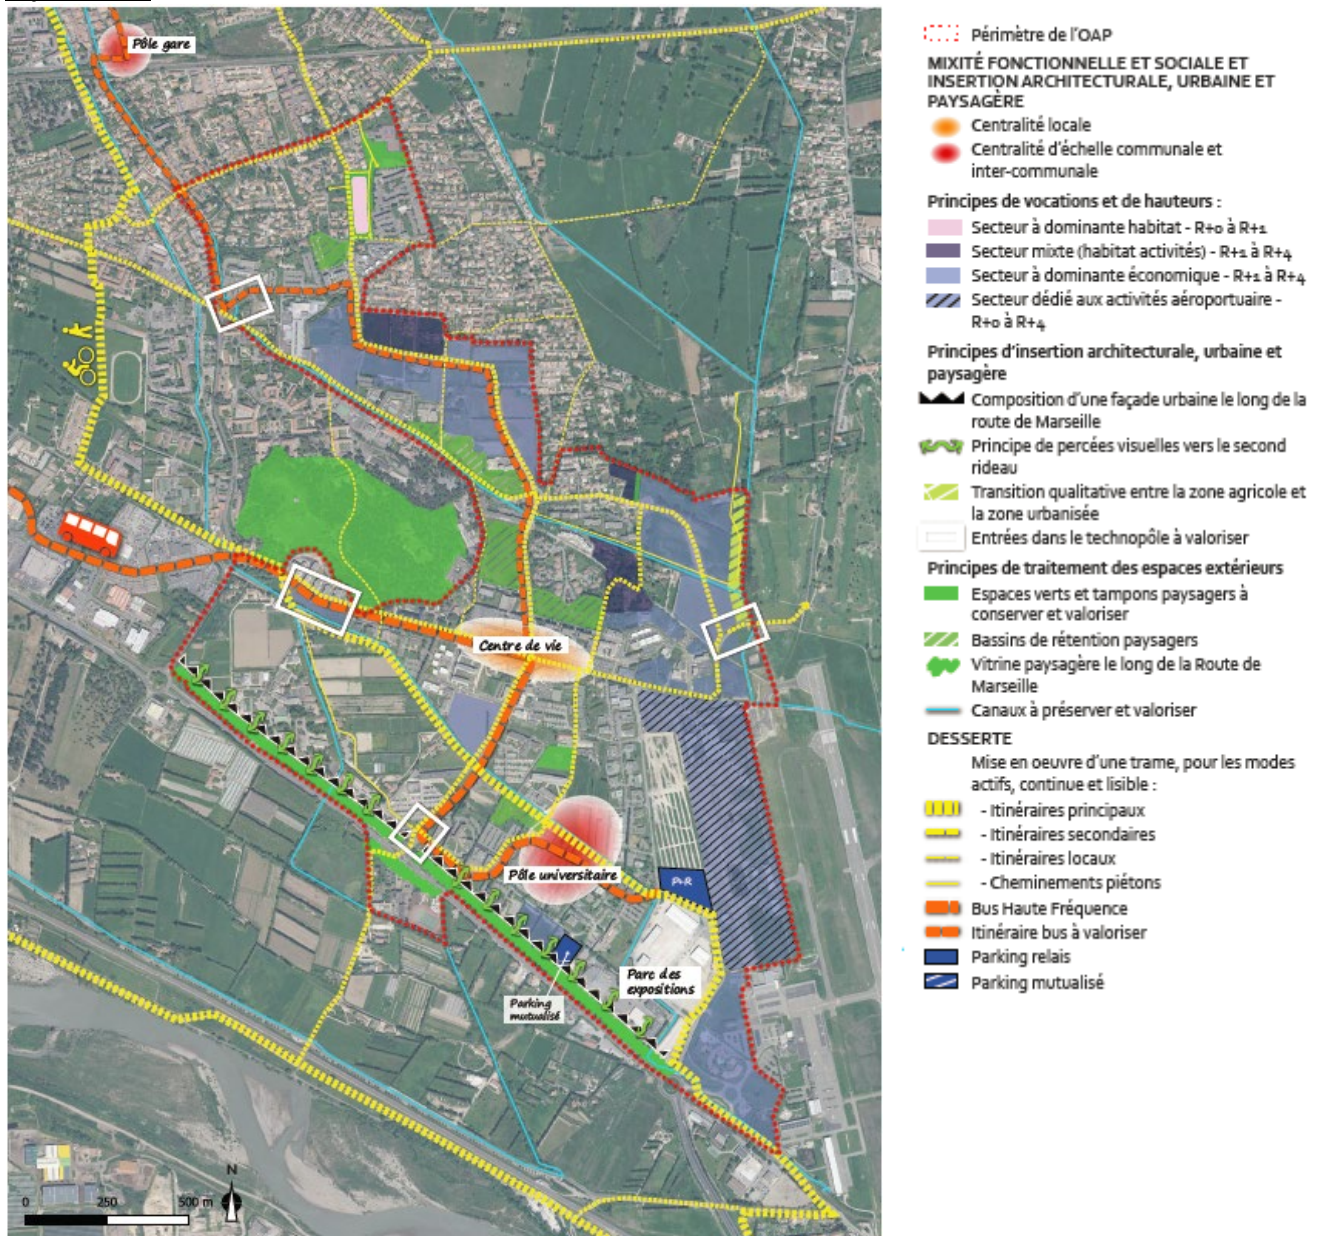 Pôle gare
Centre de vie
Pôle universitaire
P+R
Parc des
expositions
Parking
mutualisé
N
0 250 500 m
Périmètre de l'OAP
MIXITÉ FONCTIONNELLE ET SOCIALE ET
INSERTION ARCHITECTURALE, URBAINE ET
PAYSAGÈRE
Centralité locale
Centralité d'échelle communale et
inter-communale
Principes de vocations et de hauteurs :
Secteur à dominante habitat - R+0 à R+1
Secteur mixte (habitat activités) - R+1 à R+4
Secteur à dominante économique - R+1 à R+4
Secteur dédié aux activités aéroportuaire -
R+0 à R+4
Principes d'insertion architecturale, urbaine et
paysagère
Composition d'une façade urbaine le long de la
route de Marseille
Principe de percées visuelles vers le second
rideau
Transition qualitative entre la zone agricole et
la zone urbanisée
Entrées dans le technopôle à valoriser
Principes de traitement des espaces extérieurs
Espaces verts et tampons paysagers à
conserver et valoriser
Bassins de rétention paysagers
Vitrine paysagère le long de la Route de
Marseille
Canaux à préserver et valoriser
DESSERTE
Mise en oeuvre d'une trame, pour les modes
actifs, continue et lisible :
- Itinéraires principaux
- Itinéraires secondaires
- Itinéraires locaux
- Cheminements piétons
Bus Haute Fréquence
Itinéraire bus à valoriser
Parking relais
Parking mutualisé